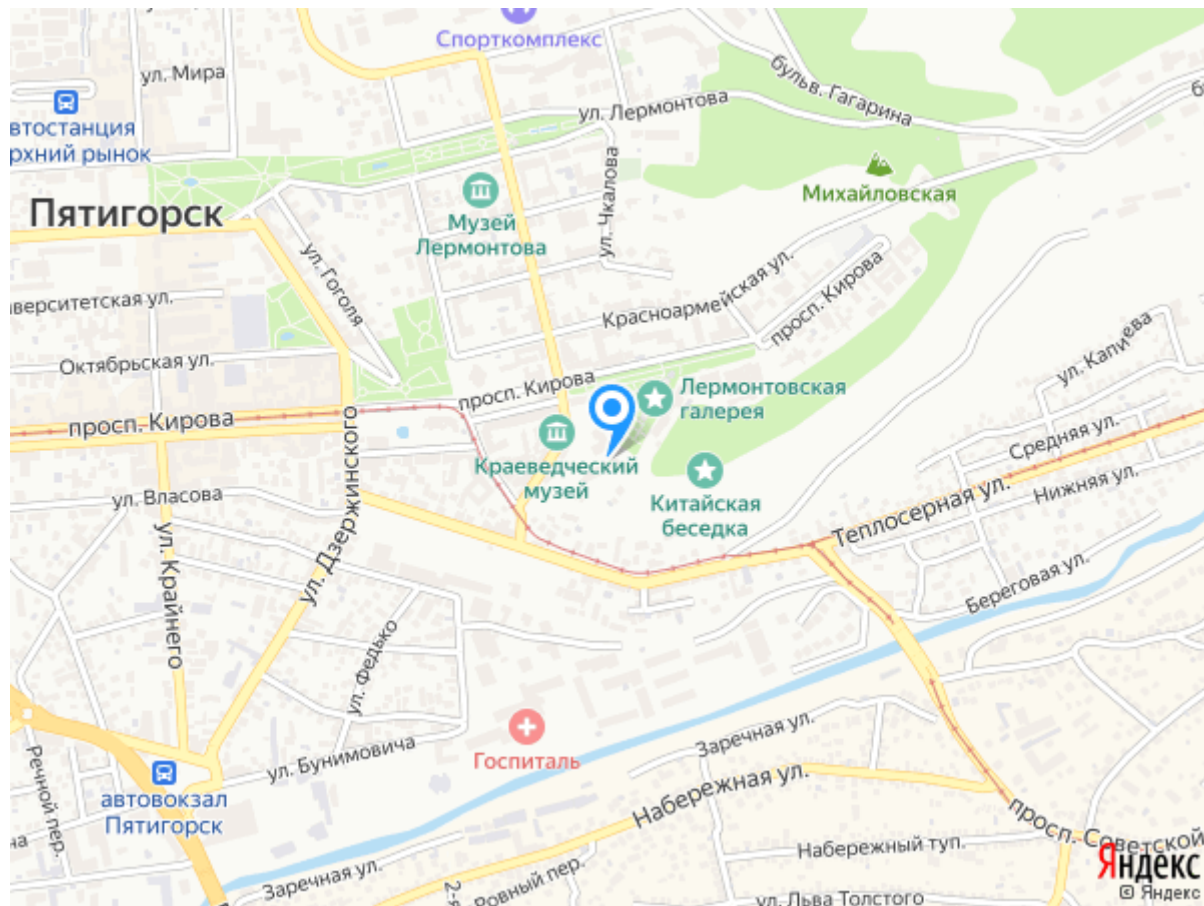 Спорткомплекс
ул. Мира
бульв. Гагарина
ул. Лермонтова
втостанция
рхний рынок
ул. Чкалова
Михайловская
Пятигорск
Музей
Лермонтова
ул. Гоголя
верситетская ул.
Красноармейская ул.
просп. Кирова
ул. Капиева
Октябрьская ул.
просп. Кирова
Лермонтовская
галерея
просп. Кирова
Средняя ул.
Краеведческий
музей
Китайская
беседка
Нижняя ул.
ул. Власова
Теплосерная ул.
ул. Крайнего
ул. Дзержинского
Береговая ул.
ул. Федько
Заречная ул.
Госпиталь
ул. Бунимовича
Речной пер.
автовокзал
Пятигорск
Набережная ул.
просп. Советской
на
Набережный туп.
Яндекс
© Яндекс
Заречная ул.
2-я
Ровный пер.
ул. Льва Толстого